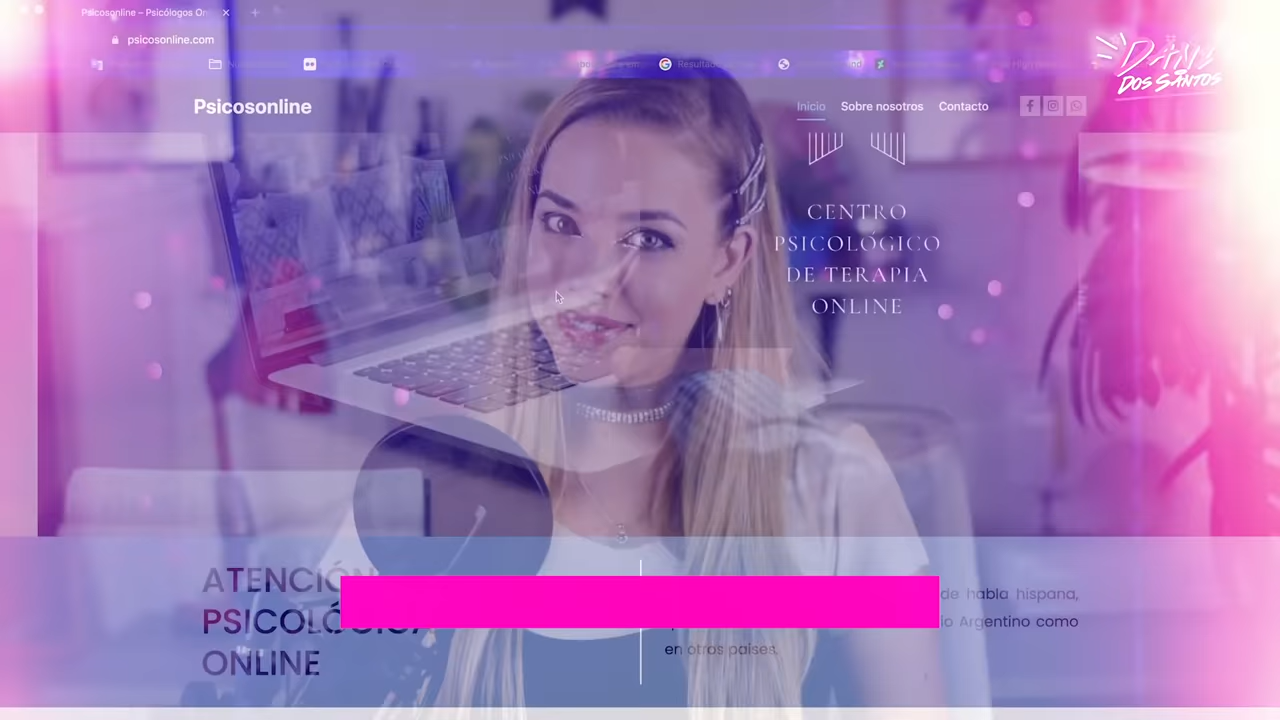 Psicosonline – Psicólogos On
psicosonline.com
Resultad
DANI
DOS SANTOS
Psicosonline
Inicio Sobre nosotros Contacto
CENTRO
PSICOLÓGICO
DE TERAPIA
ONLINE
ATENCIÓN
PSICOLÓGICA
ONLINE
de habla hispana,
Argentino como
en otros países.